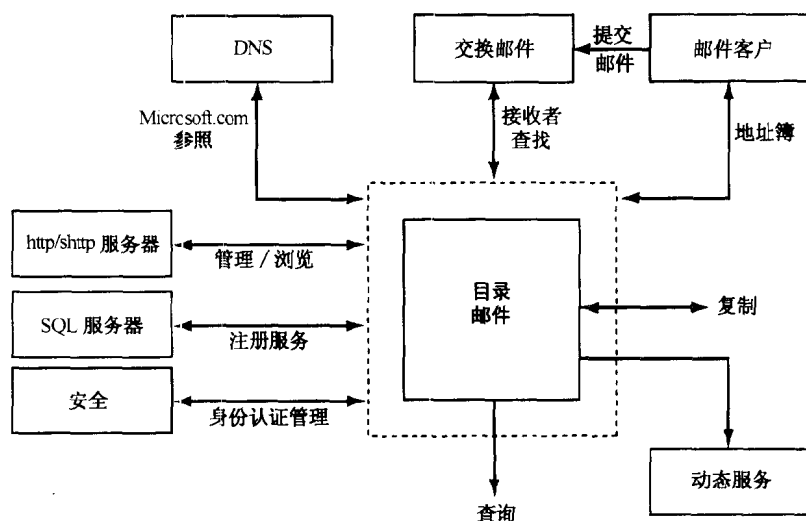 DNS
交换邮件
提交
邮件
邮件客户
Microsoft.com
参照
接收者
查找
地址簿
http/shttp 服务器
管理／浏览
目录
邮件
SQL 服务器
注册服务
复制
安全
身份认证管理
动态服务
查询